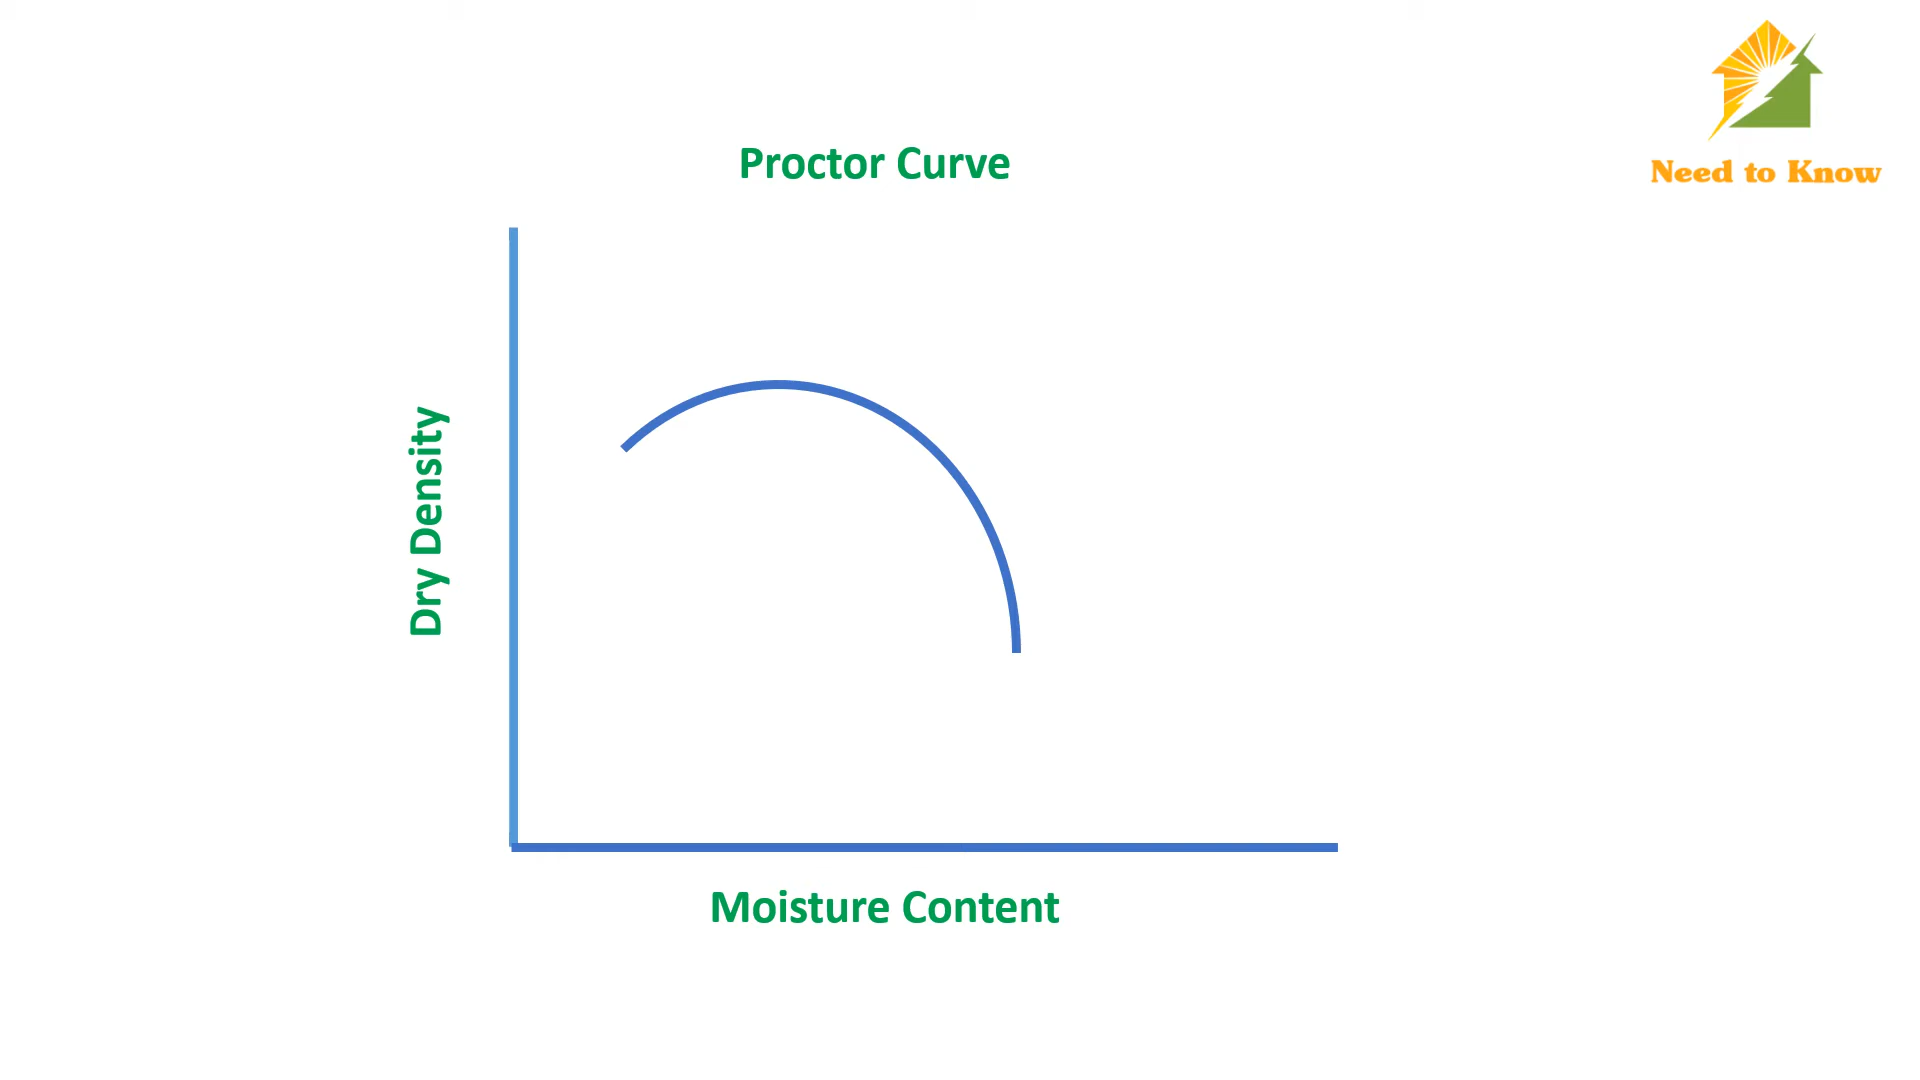 Need to Know
Proctor Curve
Dry Density
Moisture Content